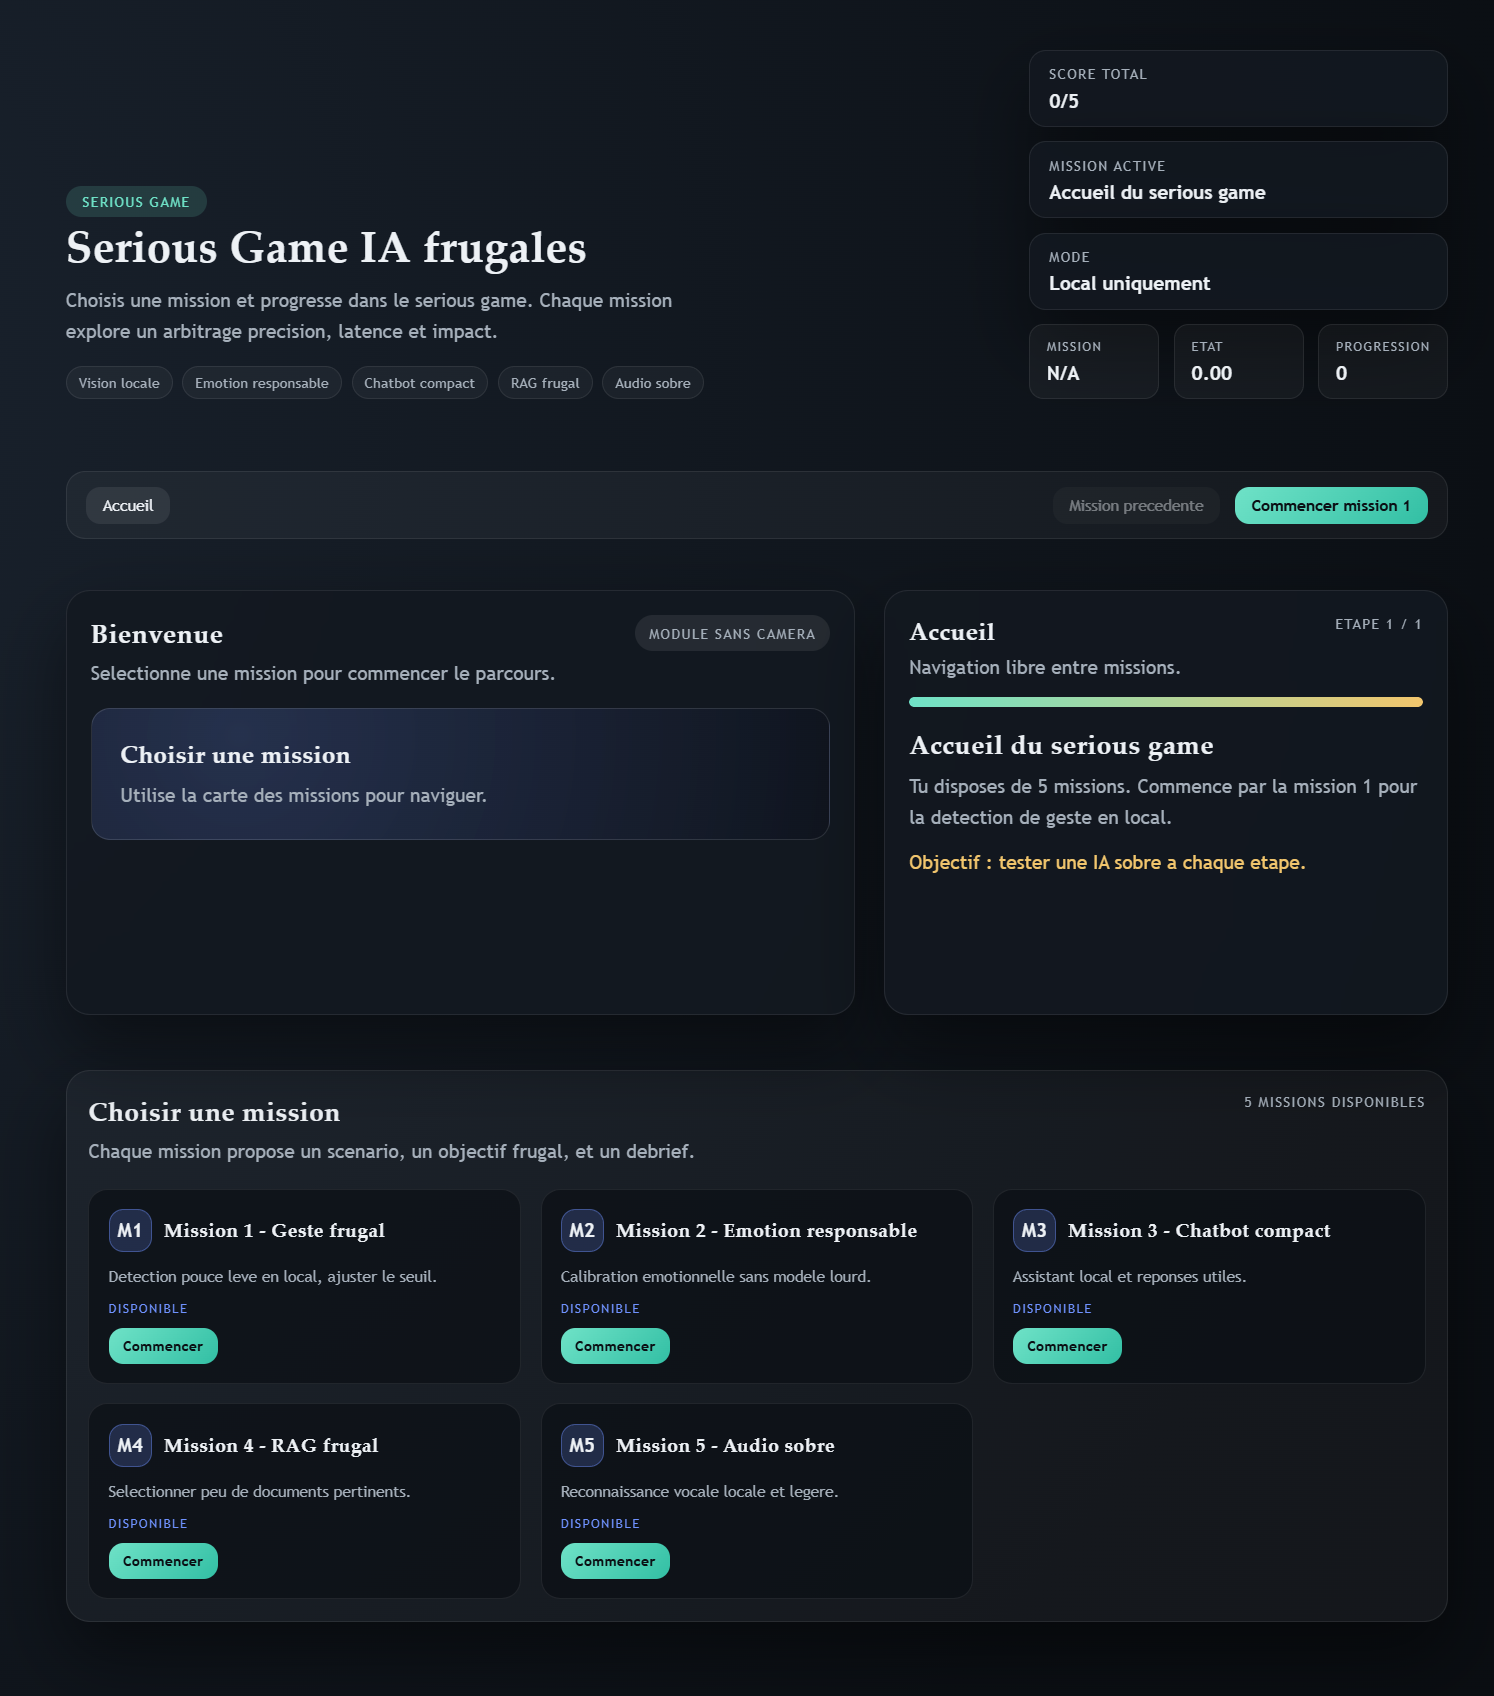 SERIOUS GAME
Serious Game IA frugales
Choisis une mission et progresse dans le serious game. Chaque mission
explore un arbitrage precision, latence et impact.
Vision locale
Emotion responsable
Chatbot compact
RAG frugal
Audio sobre
SCORE TOTAL
0/5
MISSION ACTIVE
Accueil du serious game
MODE
Local uniquement
MISSION
N/A
ETAT
0.00
PROGRESSION
0
Accueil
Mission precedente
Commencer mission 1
Bienvenue
MODULE SANS CAMERA
Selectionne une mission pour commencer le parcours.
Choisir une mission
Utilise la carte des missions pour naviguer.
Accueil
ETAPE 1 / 1
Navigation libre entre missions.
Accueil du serious game
Tu disposes de 5 missions. Commence par la mission 1 pour
la detection de geste en local.
Objectif : tester une IA sobre a chaque etape.
Choisir une mission
5 MISSIONS DISPONIBLES
Chaque mission propose un scenario, un objectif frugal, et un debrief.
M1
Mission 1 - Geste frugal
Detection pouce leve en local, ajuster le seuil.
DISPONIBLE
Commencer
M2
Mission 2 - Emotion responsable
Calibration emotionnelle sans modele lourd.
DISPONIBLE
Commencer
M3
Mission 3 - Chatbot compact
Assistant local et reponses utiles.
DISPONIBLE
Commencer
M4
Mission 4 - RAG frugal
Selectionner peu de documents pertinents.
DISPONIBLE
Commencer
M5
Mission 5 - Audio sobre
Reconnaissance vocale locale et legere.
DISPONIBLE
Commencer